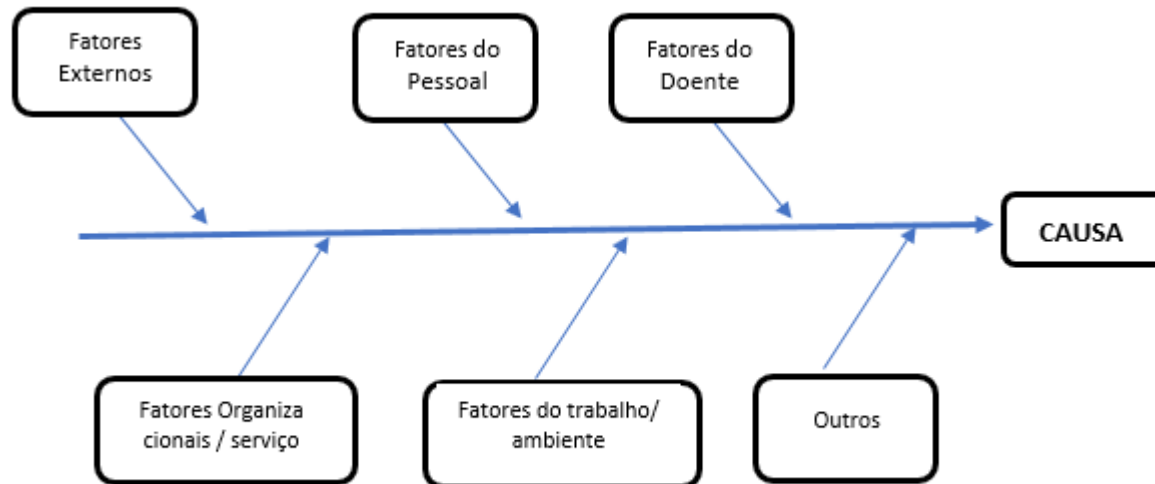 Fatores
Externos
Fatores do
Pessoal
Fatores do
Doente
CAUSA
Fatores Organiza
cionais / serviço
Fatores do trabalho/
ambiente
Outros